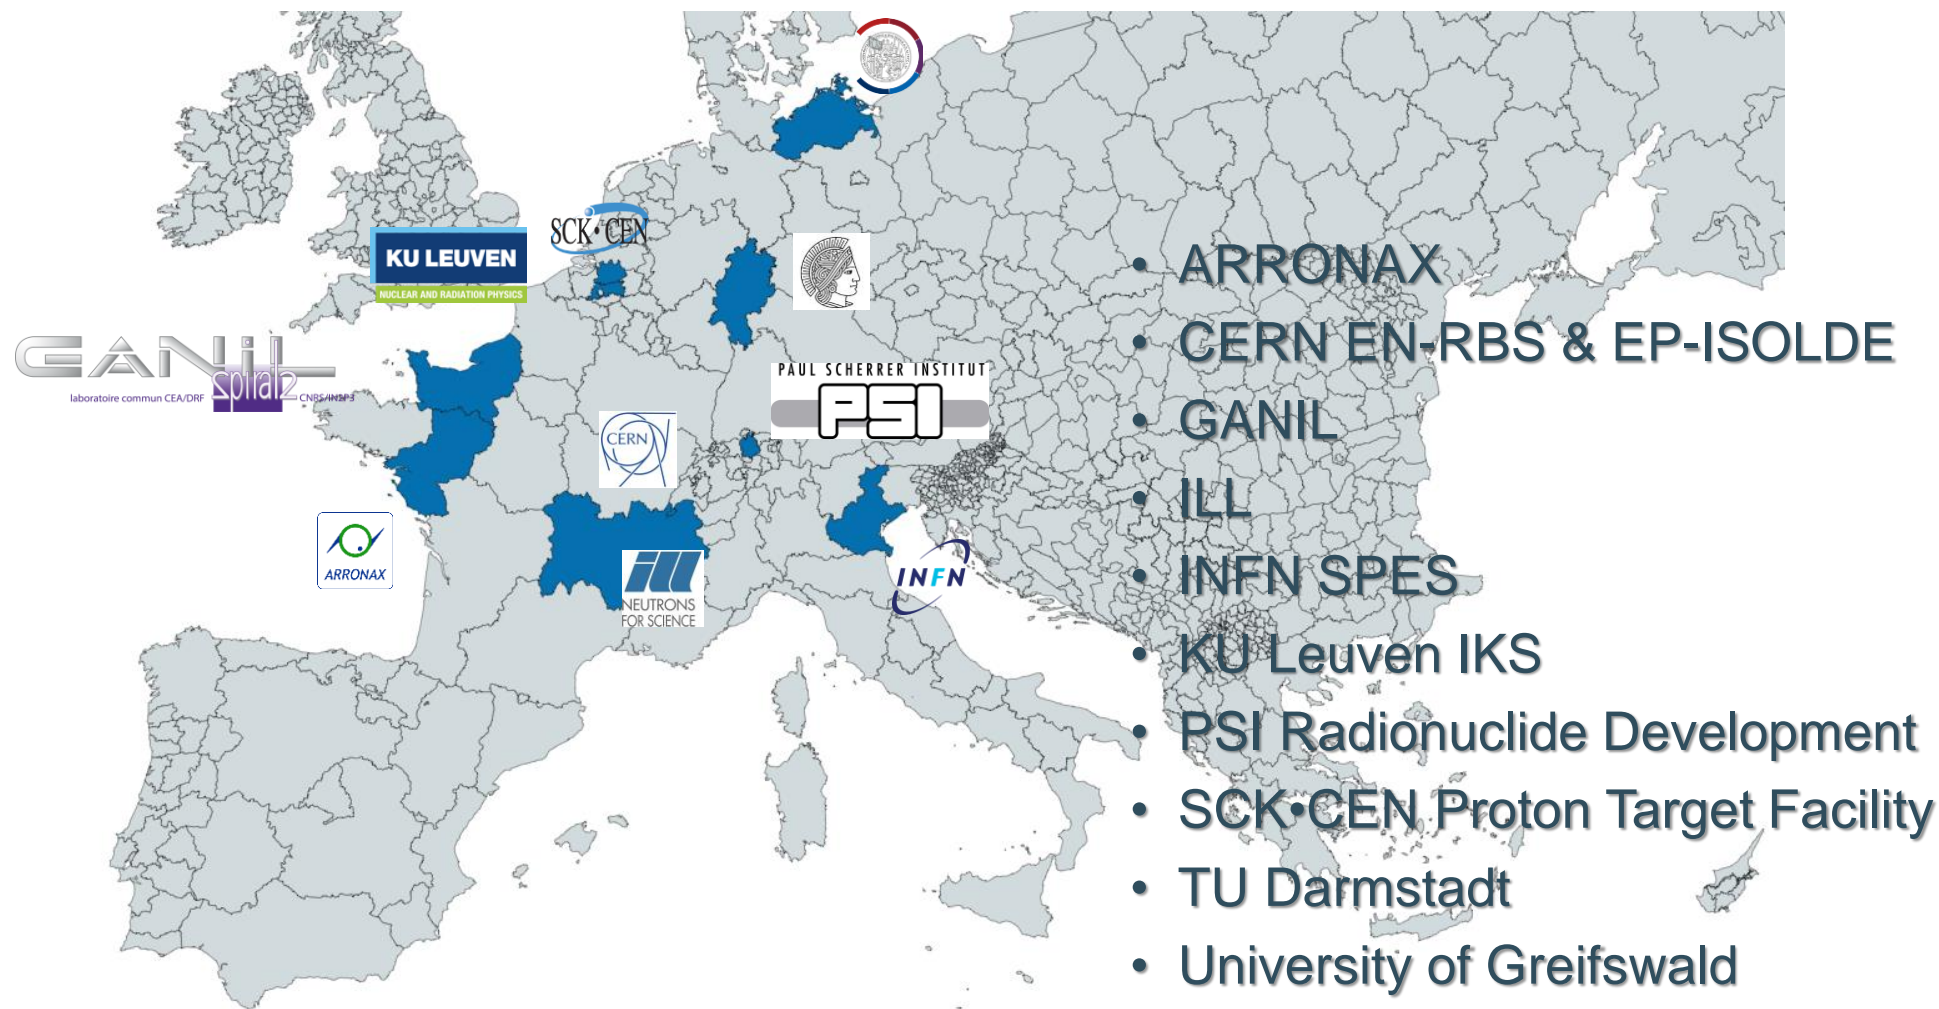 KU LEUVEN
NUCLEAR AND RADIATION PHYSICS
SCK•CEN
GANIL
spiral2
laboratoire commun CEA/DRF
CNRS/IN2P3
PAUL SCHERRER INSTITUT
PSI
CERN
ARRONAX
ill
NEUTRONS
FOR SCIENCE
INFN
• ARRONAX
• CERN EN-RBS & EP-ISOLDE
• GANIL
• ILL
• INFN SPES
• KU Leuven IKS
• PSI Radionuclide Development
• SCK•CEN Proton Target Facility
• TU Darmstadt
• University of Greifswald